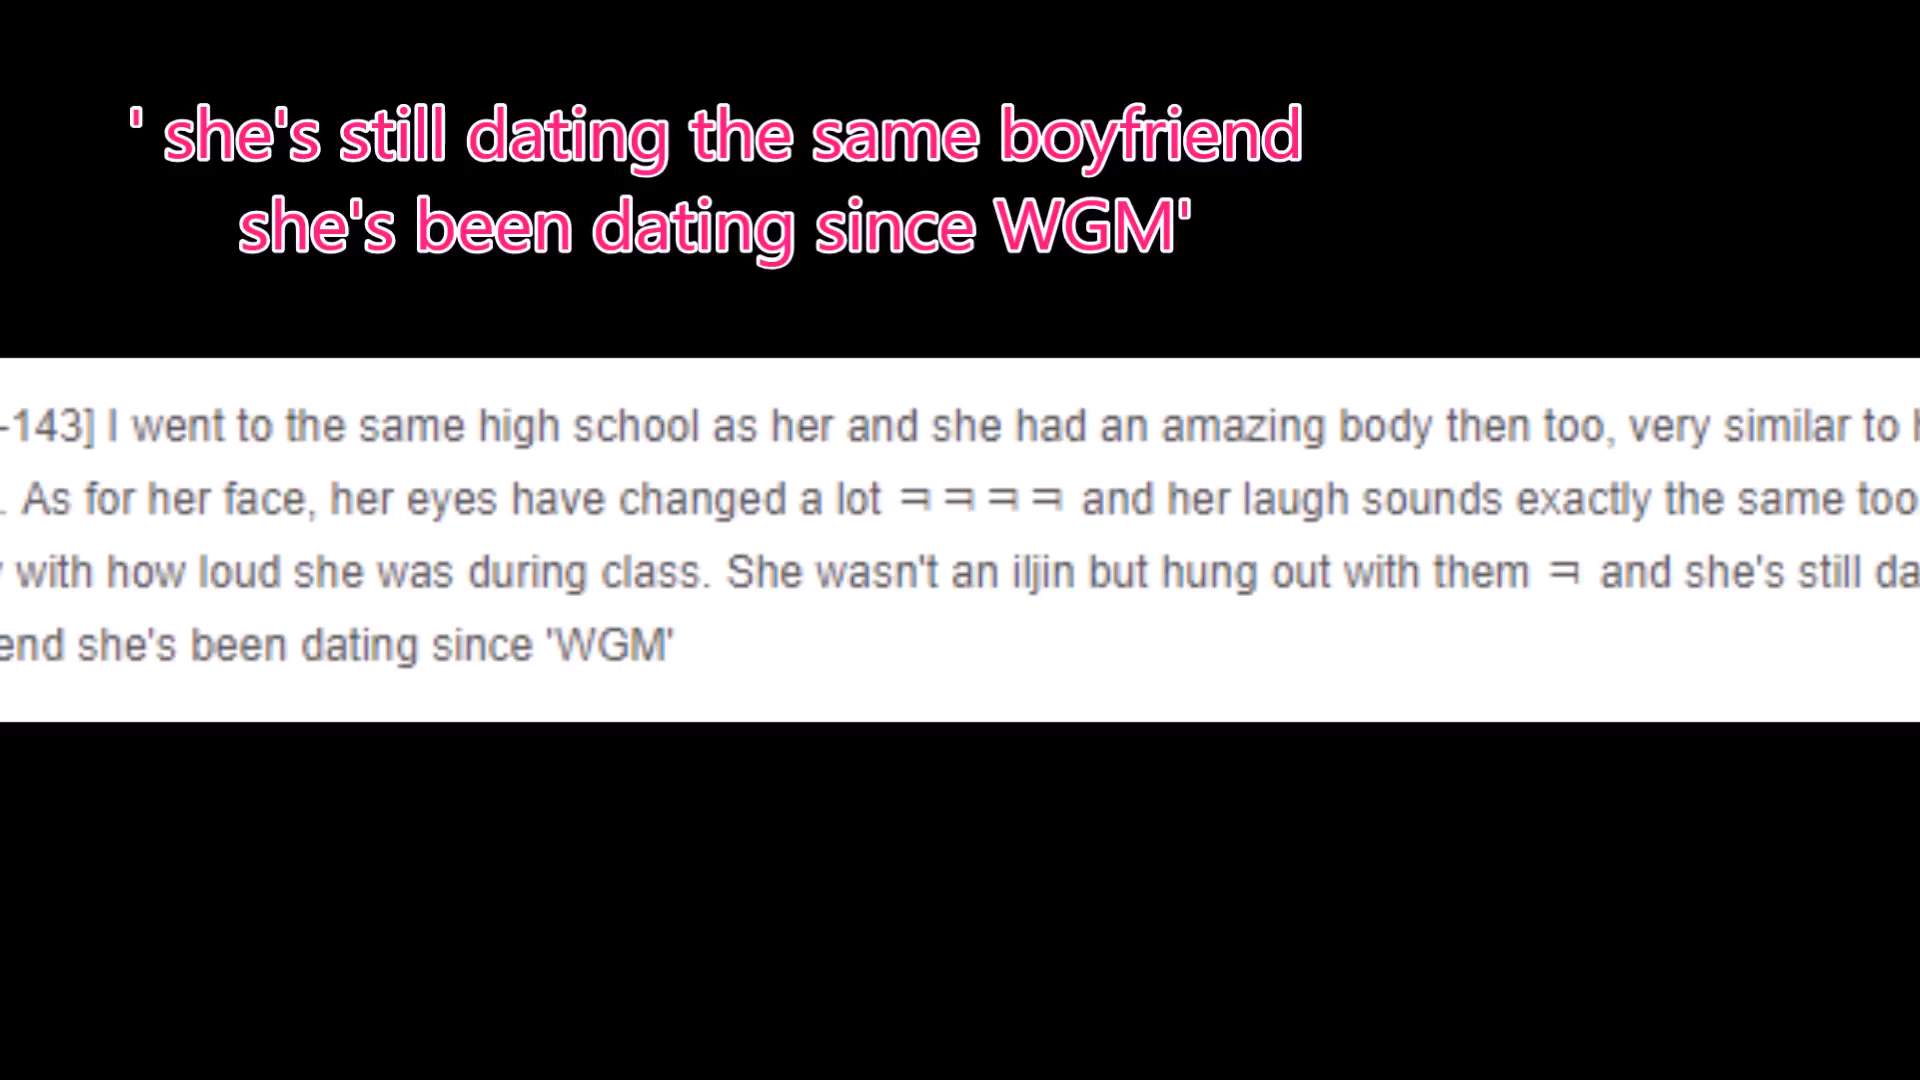 ' she's still dating the same boyfriend
she's been dating since WGM'
-143] I went to the same high school as her and she had an amazing body then too, very similar to
. As for her face, her eyes have changed a lot ㅋㅋㅋㅋ and her laugh sounds exactly the same too
with how loud she was during class. She wasn't an iljin but hung out with them ㅋ and she's still da
end she's been dating since 'WGM'